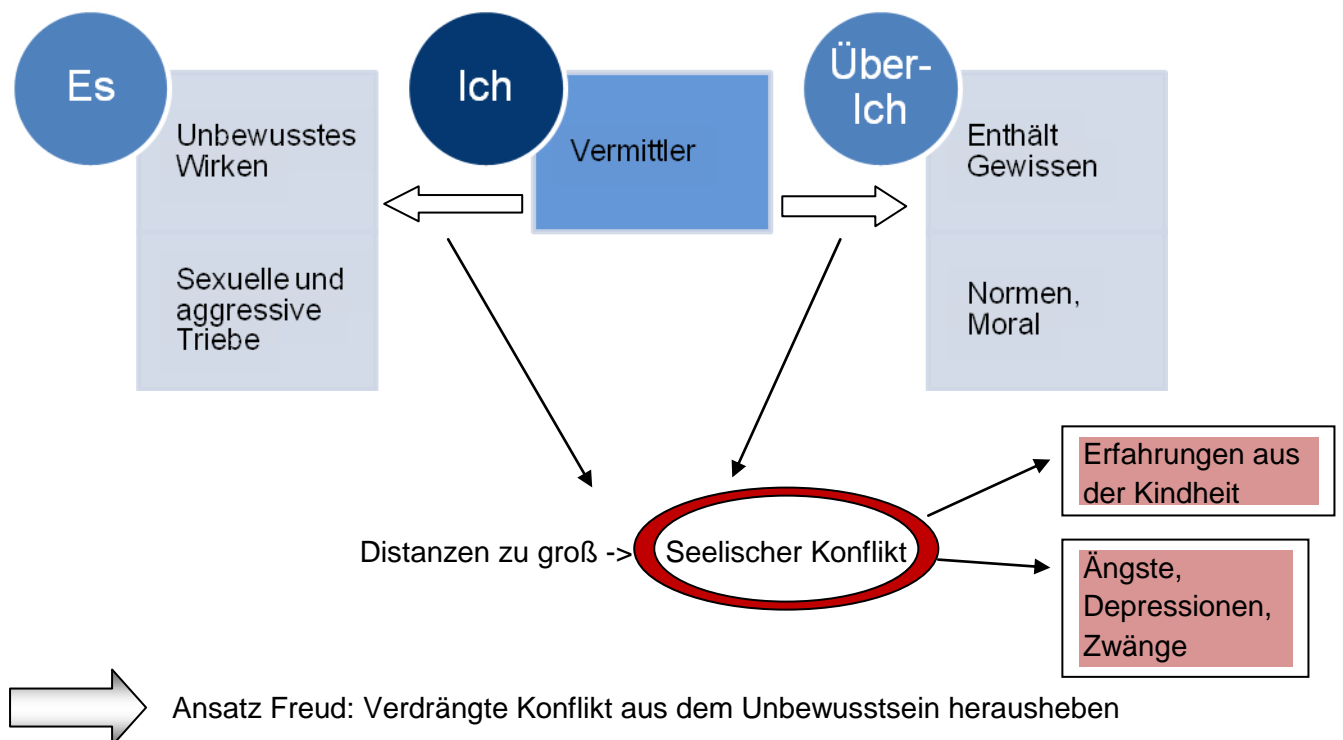 Es
Unbewusstes
Wirken
Sexuelle und
aggressive
Triebe
Ich
Vermittler
Über-
Ich
Enthält
Gewissen
Normen,
Moral
Distanzen zu groß -> Seelischer Konflikt
Erfahrungen aus
der Kindheit
Ängste,
Depressionen,
Zwänge
Ansatz Freud: Verdrängte Konflikt aus dem Unbewusstsein herausheben